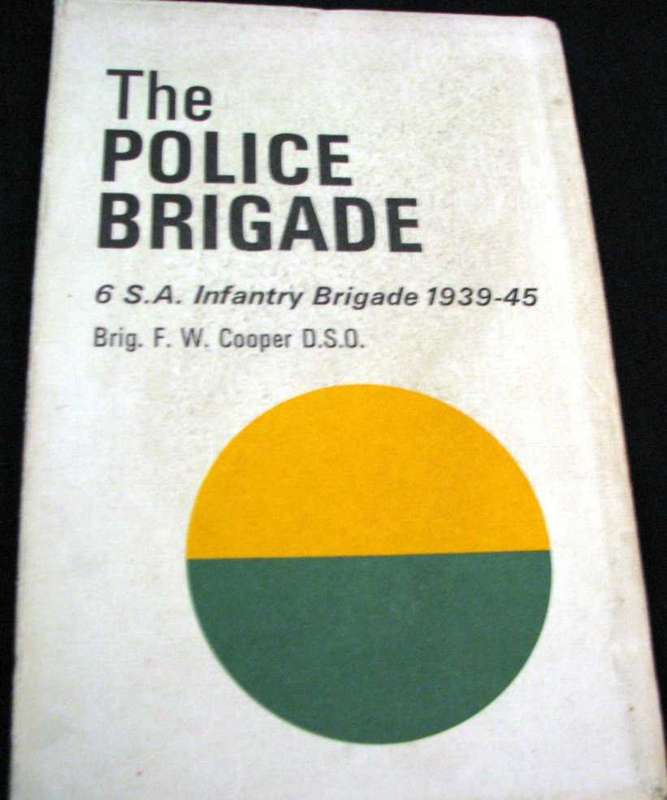 The
POLICE
BRIGADE
6 S.A. Infantry Brigade 1939-45
Brig. F. W. Cooper D.S.O.